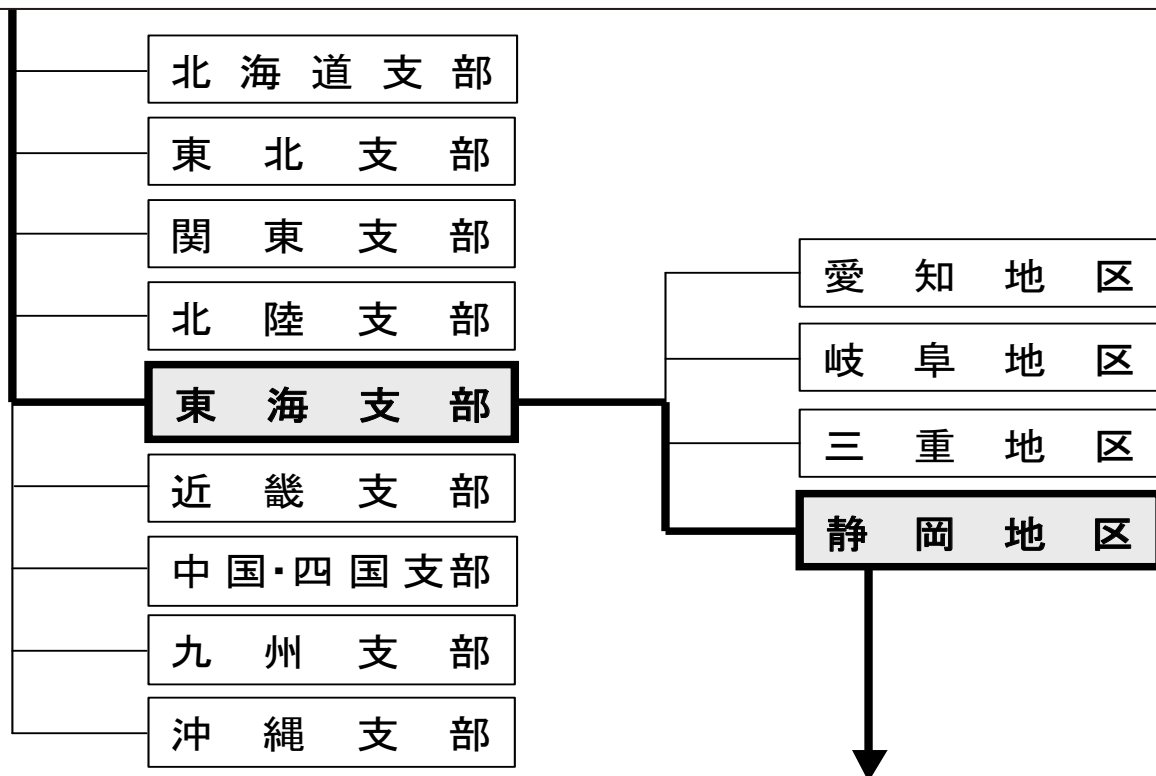 北海道支部
東北支部
関東支部
北陸支部
東海支部
近畿支部
中国・四国支部
九州支部
沖縄支部
愛知地区
岐阜地区
三重地区
静岡地区